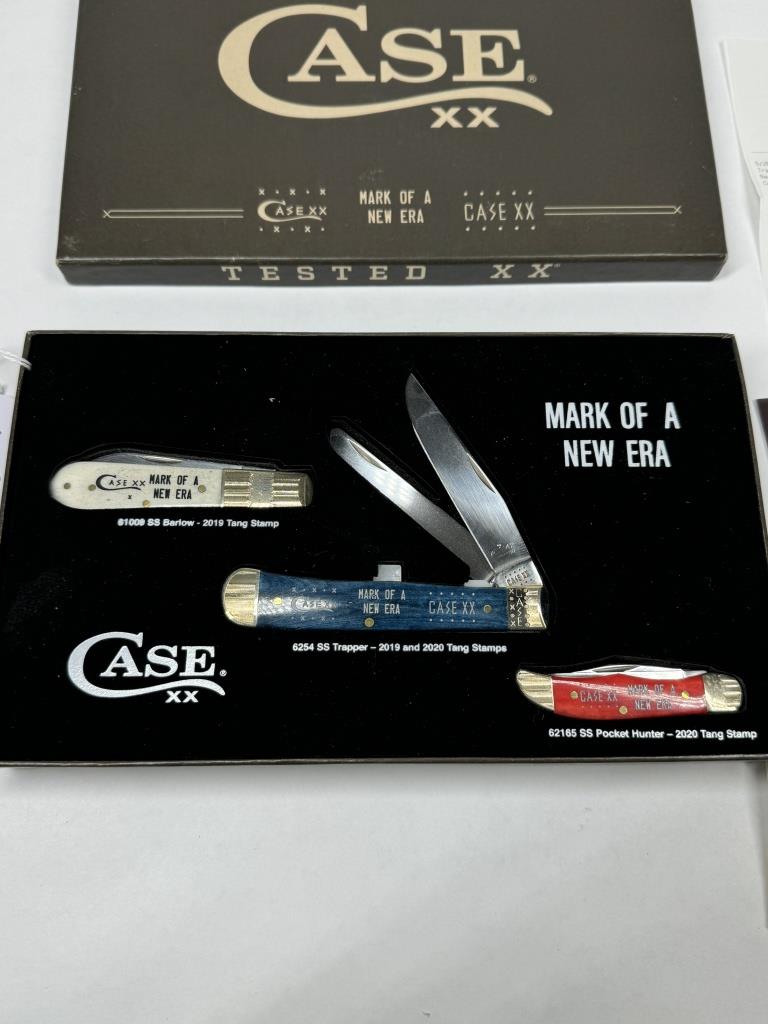 CASE
XX
CASE XX
MARK OF A
NEW ERA
CASE XX
TESTED XX
MARK OF A
NEW ERA
CASE XX
MARK OF A
NEW ERA
61009 SS Barlow - 2019 Tang Stamp
CASE XX
CASE
MARK OF A
NEW ERA
CASE XX
CASE
6254 SS Trapper – 2019 and 2020 Tang Stamps
CASE
XX
CASE XX
MARK OF A
NEW ERA
62165 SS Pocket Hunter – 2020 Tang Stamp